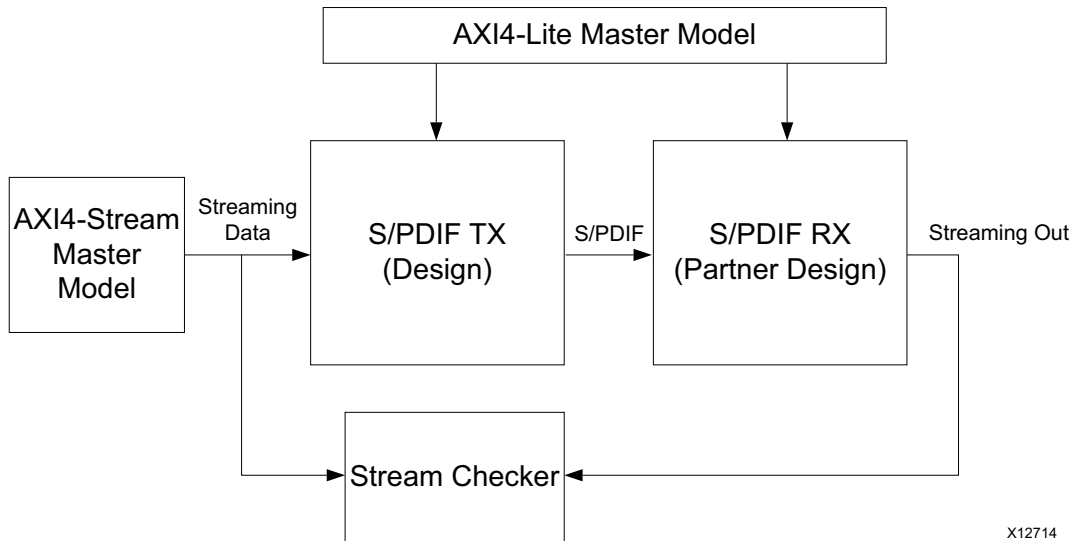 AXI4-Lite Master Model
AXI4-Stream
Master
Model
Streaming
Data
S/PDIF TX
(Design)
S/PDIF
S/PDIF RX
(Partner Design)
Streaming Out
Stream Checker
X12714